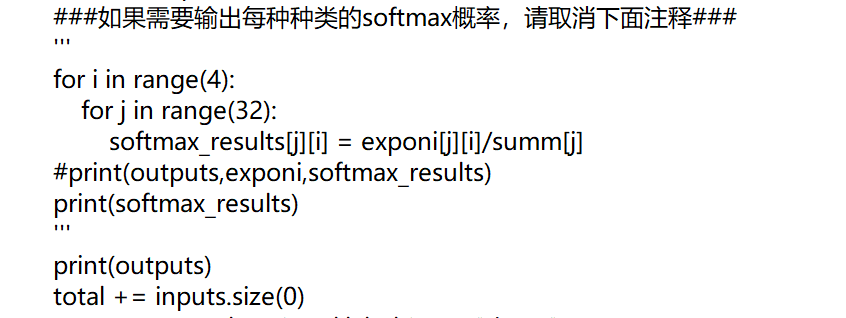 ###如果需要输出每种种类的softmax概率，请取消下面注释###
'''
for i in range(4):
    for j in range(32):
        softmax_results[j][i] = exponi[j][i]/summ[j]
#print(outputs,exponi,softmax_results)
print(softmax_results)
'''
print(outputs)
total += inputs.size(0)